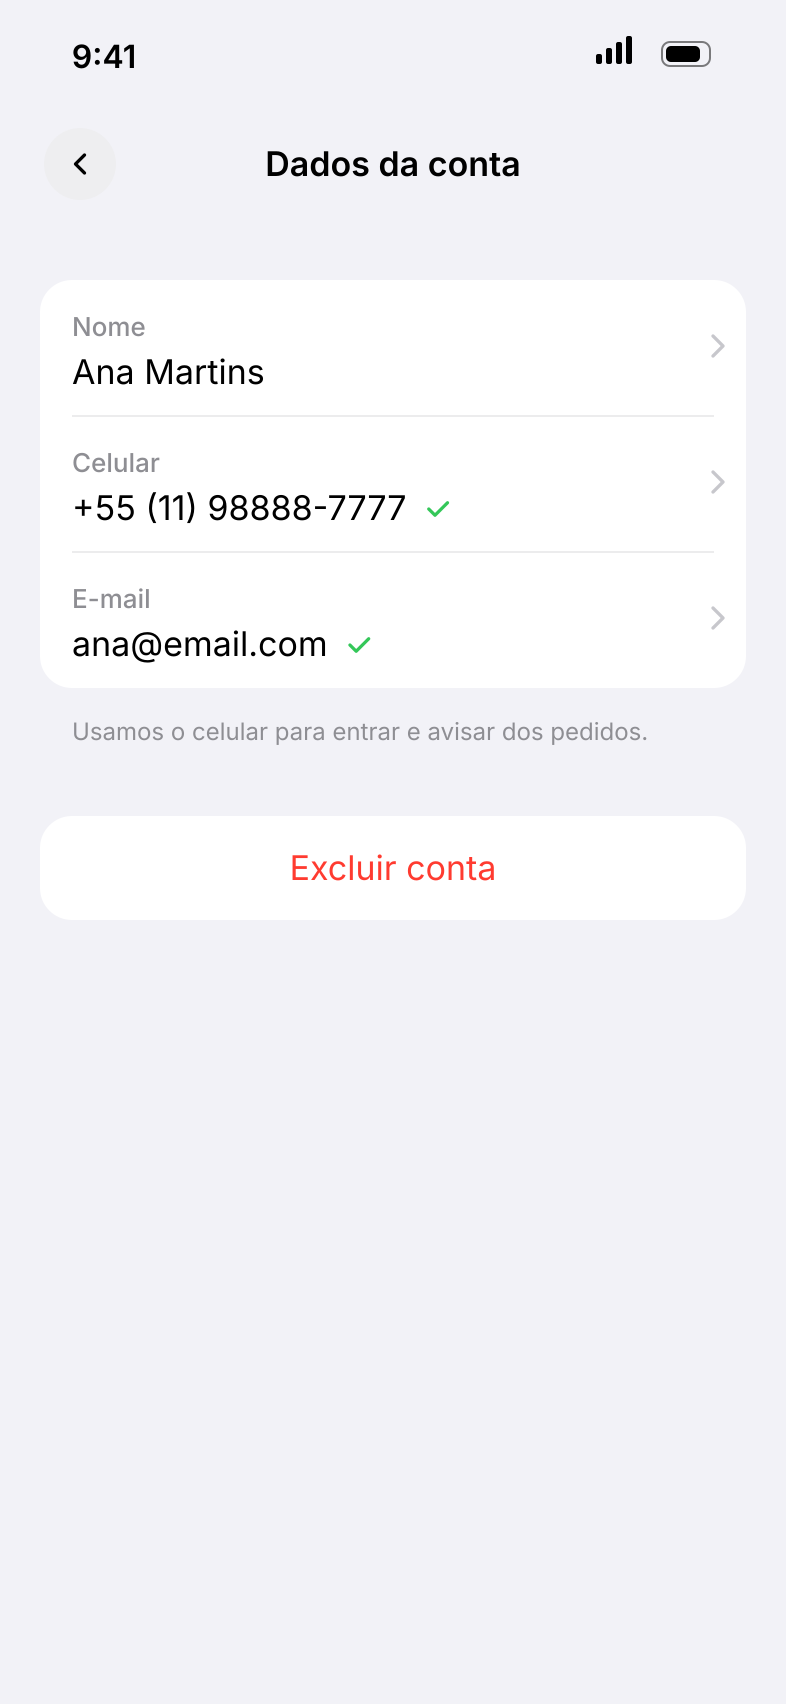 9:41
Dados da conta
Nome
Ana Martins
Celular
+55 (11) 98888-7777
E-mail
ana@email.com
Usamos o celular para entrar e avisar dos pedidos.
Excluir conta